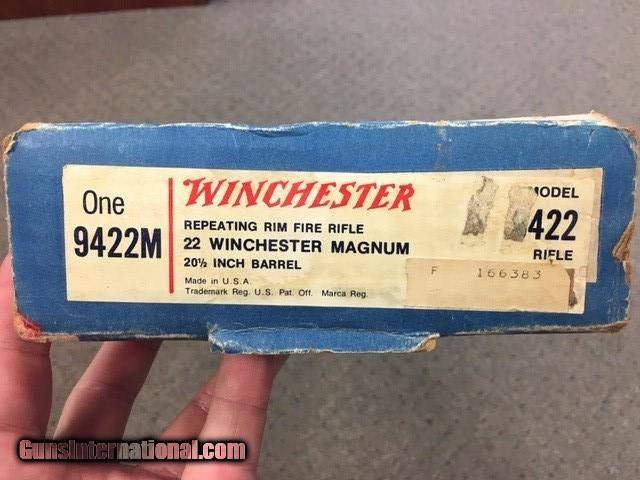 One
9422M
WINCHESTER
REPEATING RIM FIRE RIFLE
22 WINCHESTER MAGNUM
20½ INCH BARREL
Made in U.S.A.
Trademark Reg. U.S. Pat. Off. Marca Reg.
MODEL
422
RIFLE
F 166383
GunsInternational.com